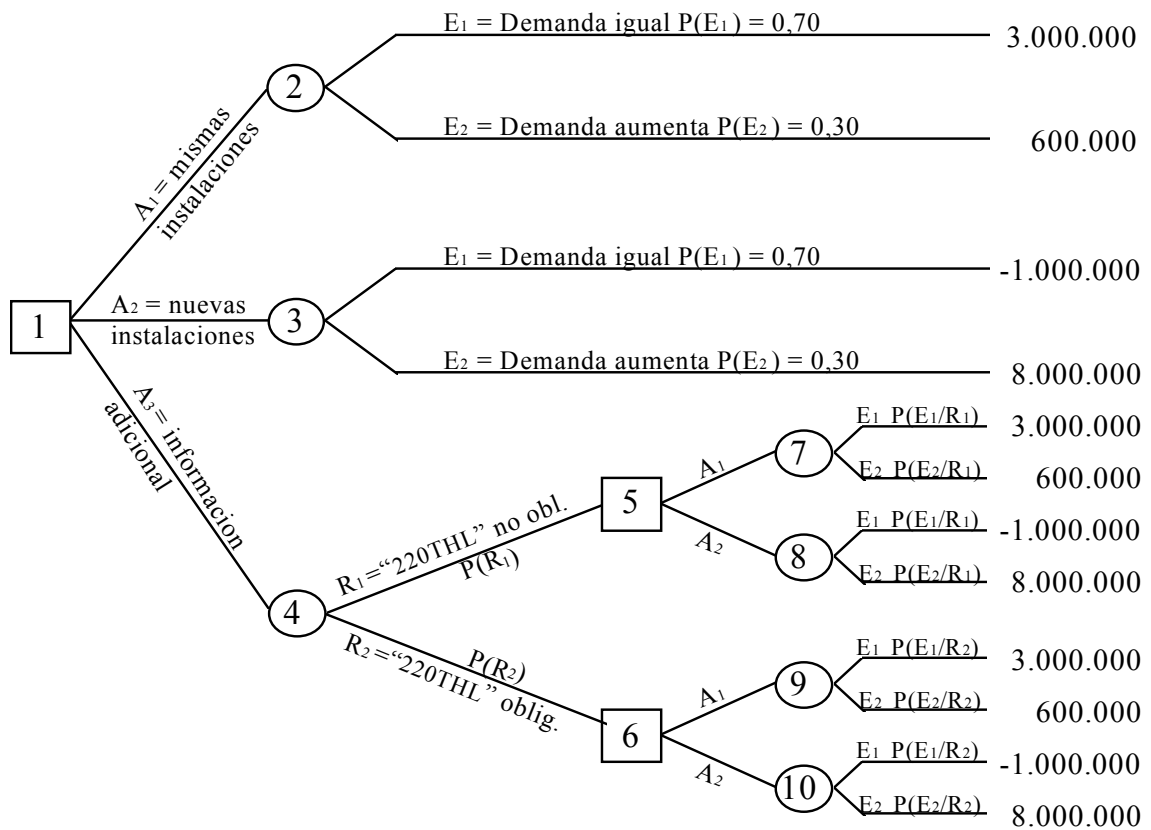 E₁ = Demanda igual P(E₁) = 0,70
3.000.000
2
E₂ = Demanda aumenta P(E₂) = 0,30
600.000
A₁ = mismas
instalaciones
E₁ = Demanda igual P(E₁) = 0,70
-1.000.000
1
A₂ = nuevas
instalaciones
3
E₂ = Demanda aumenta P(E₂) = 0,30
8.000.000
A₃ = informacion
adicional
4
R₁ =“220THL” no obl.
P(R₁)
5
A₁
7
E₁ P(E₁/R₁)
3.000.000
E₂ P(E₂/R₁)
600.000
A₂
8
E₁ P(E₁/R₁)
-1.000.000
E₂ P(E₂/R₁)
8.000.000
P(R₂)
R₂ =“220THL” oblig.
6
A₁
9
E₁ P(E₁/R₂)
3.000.000
E₂ P(E₂/R₂)
600.000
A₂
10
E₁ P(E₁/R₂)
-1.000.000
E₂ P(E₂/R₂)
8.000.000